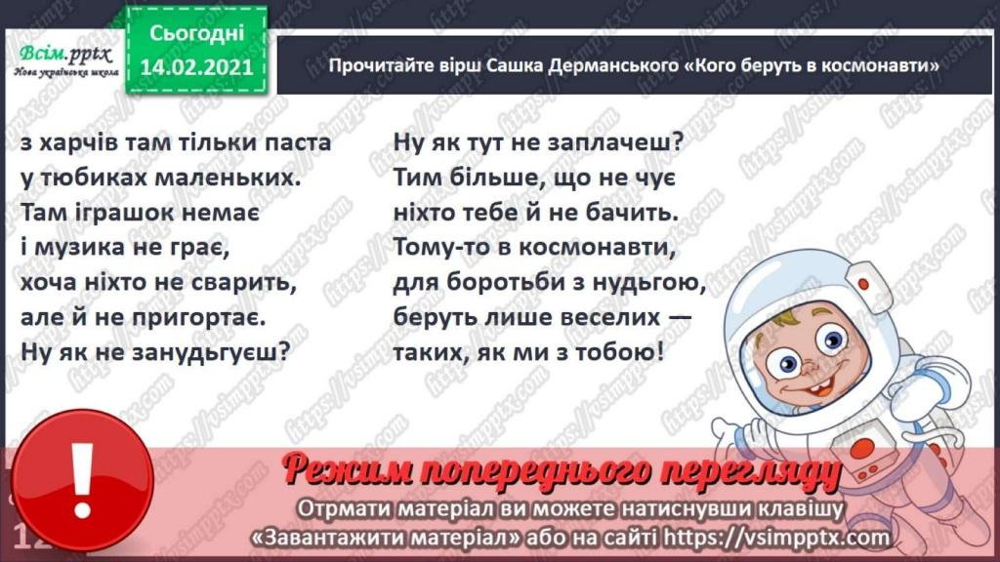 Всім.pptx
Нова українська школа
Сьогодні
14.02.2021
Прочитайте вірш Сашка Дерманського «Кого беруть в космонавти»
з харчів там тільки паста
у тюбиках маленьких.
Там іграшок немає
і музика не грає,
хоча ніхто не сварить,
але й не пригортає.
Ну як не занудьгуєш?
Ну як тут не заплачеш?
Тим більше, що не чує
ніхто тебе й не бачить.
Тому-то в космонавти,
для боротьби з нудьгою,
беруть лише веселих —
таких, як ми з тобою!
Режим попереднього перегляду
Отрмати матеріал ви можете натиснувши клавішу
«Завантажити матеріал» або на сайті https://vsimpptx.com